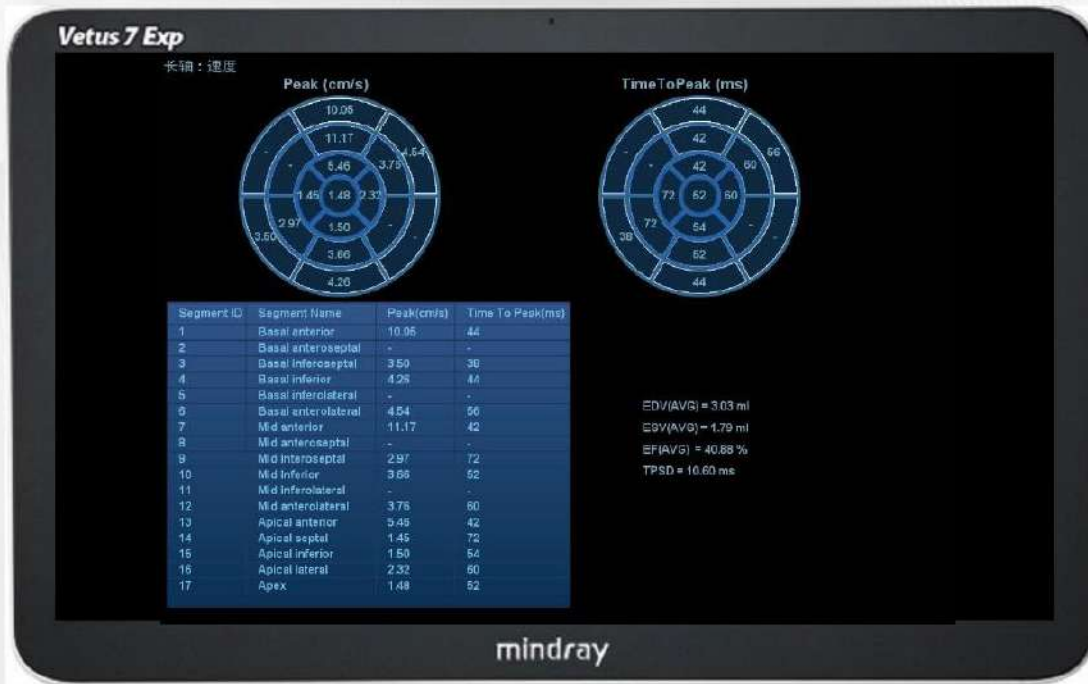 Vetus 7 Exp
长轴：速度
Peak (cm/s)
10.05
11.17
4.54
3.76
- -
5.46
1.45 1.48 2.32
2.97
3.50
1.50
- -
3.66
4.26
TimeToPeak (ms)
44
42
56
60
- -
42
72 52 60
72
38
54
- -
52
44
Segment ID Segment Name Peak(cm/s) Time To Peak(ms)
1 Basal anterior 10.05 44
2 Basal anteroseptal - -
3 Basal inferoseptal 3.50 38
4 Basal inferior 4.26 44
5 Basal inferolateral - -
6 Basal anterolateral 4.54 56
7 Mid anterior 11.17 42
8 Mid anteroseptal - -
9 Mid inferoseptal 2.97 72
10 Mid inferior 3.66 52
11 Mid inferolateral - -
12 Mid anterolateral 3.76 60
13 Apical anterior 5.46 42
14 Apical septal 1.45 72
15 Apical inferior 1.50 54
16 Apical lateral 2.32 60
17 Apex 1.48 52
EDV(AVG) = 3.03 ml
ESV(AVG) = 1.79 ml
EF(AVG) = 40.88 %
TPSD = 10.60 ms
mindray